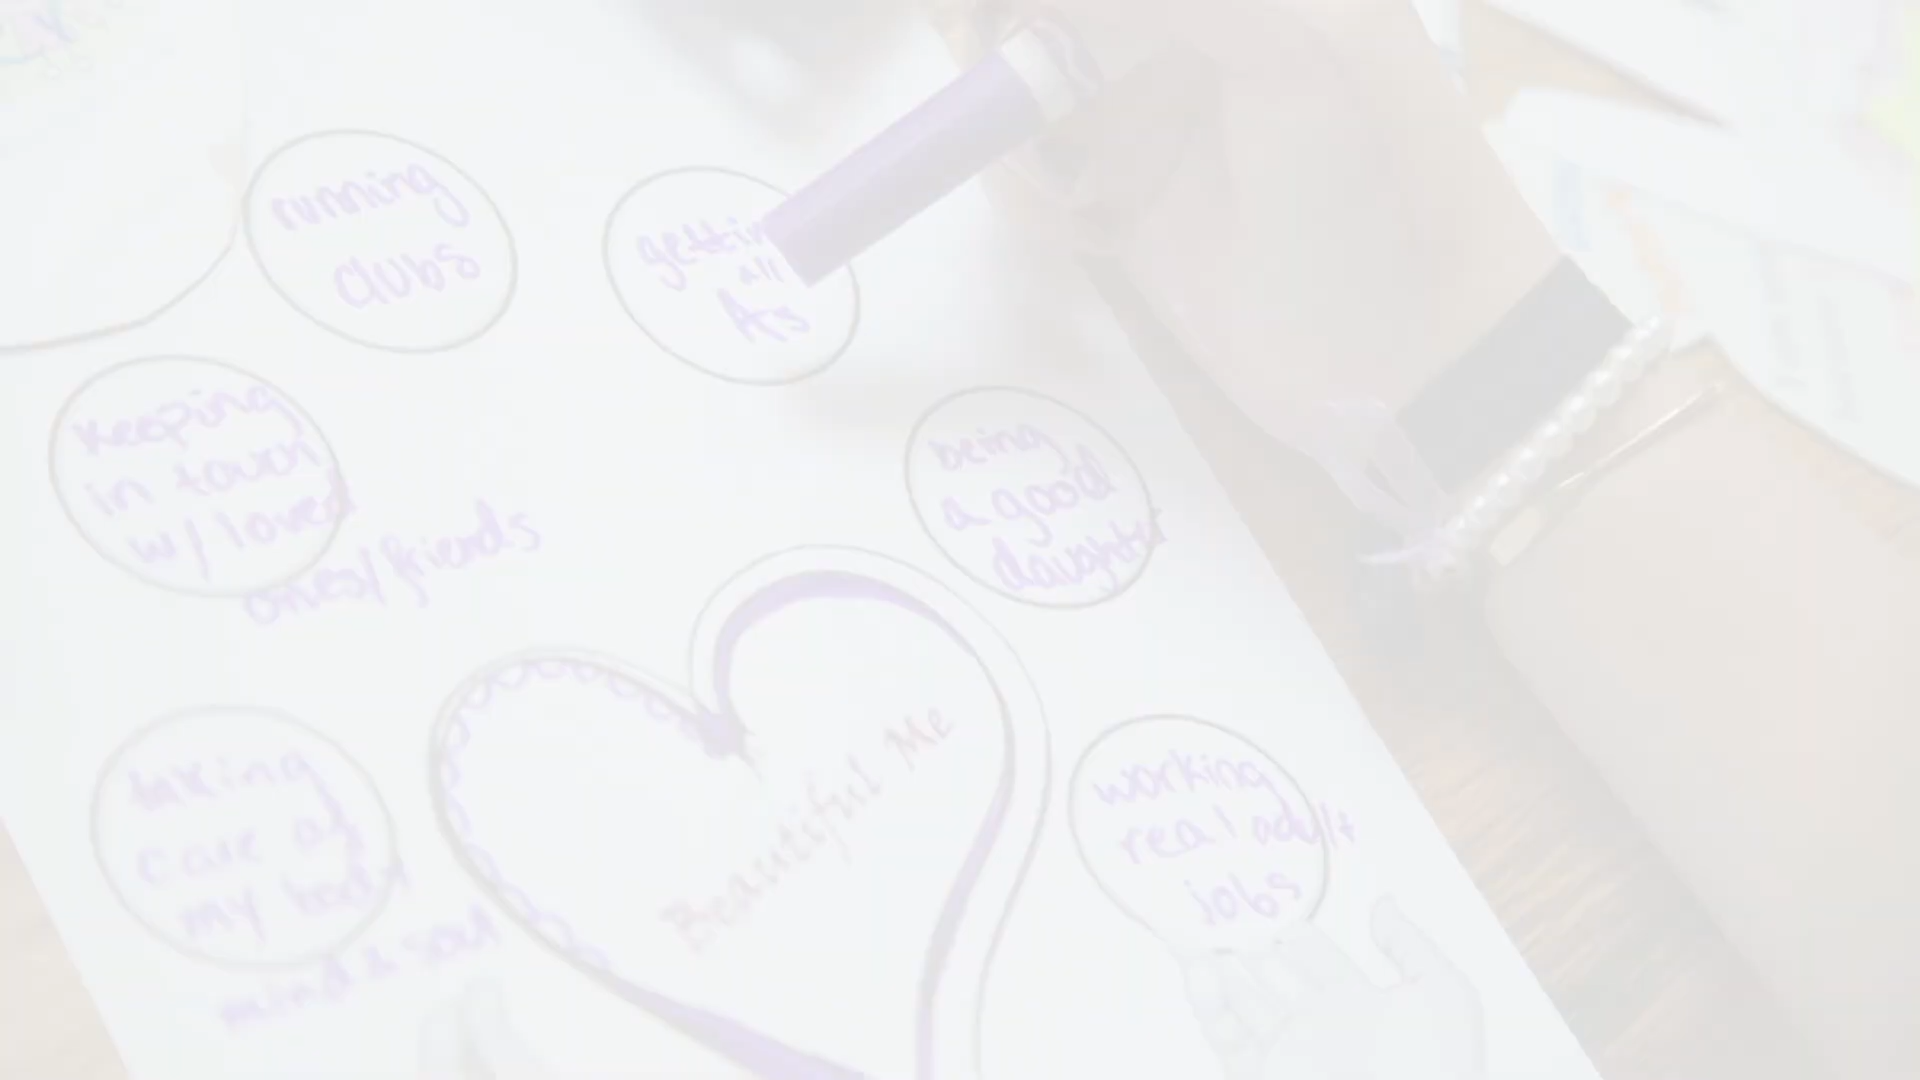 running
clubs
getting
all
A's
keeping
in touch
w/ loved
ones/friends
being
a good
daughter
taking
care of
my body
mind & soul
Beautiful Me
working
real adult
jobs